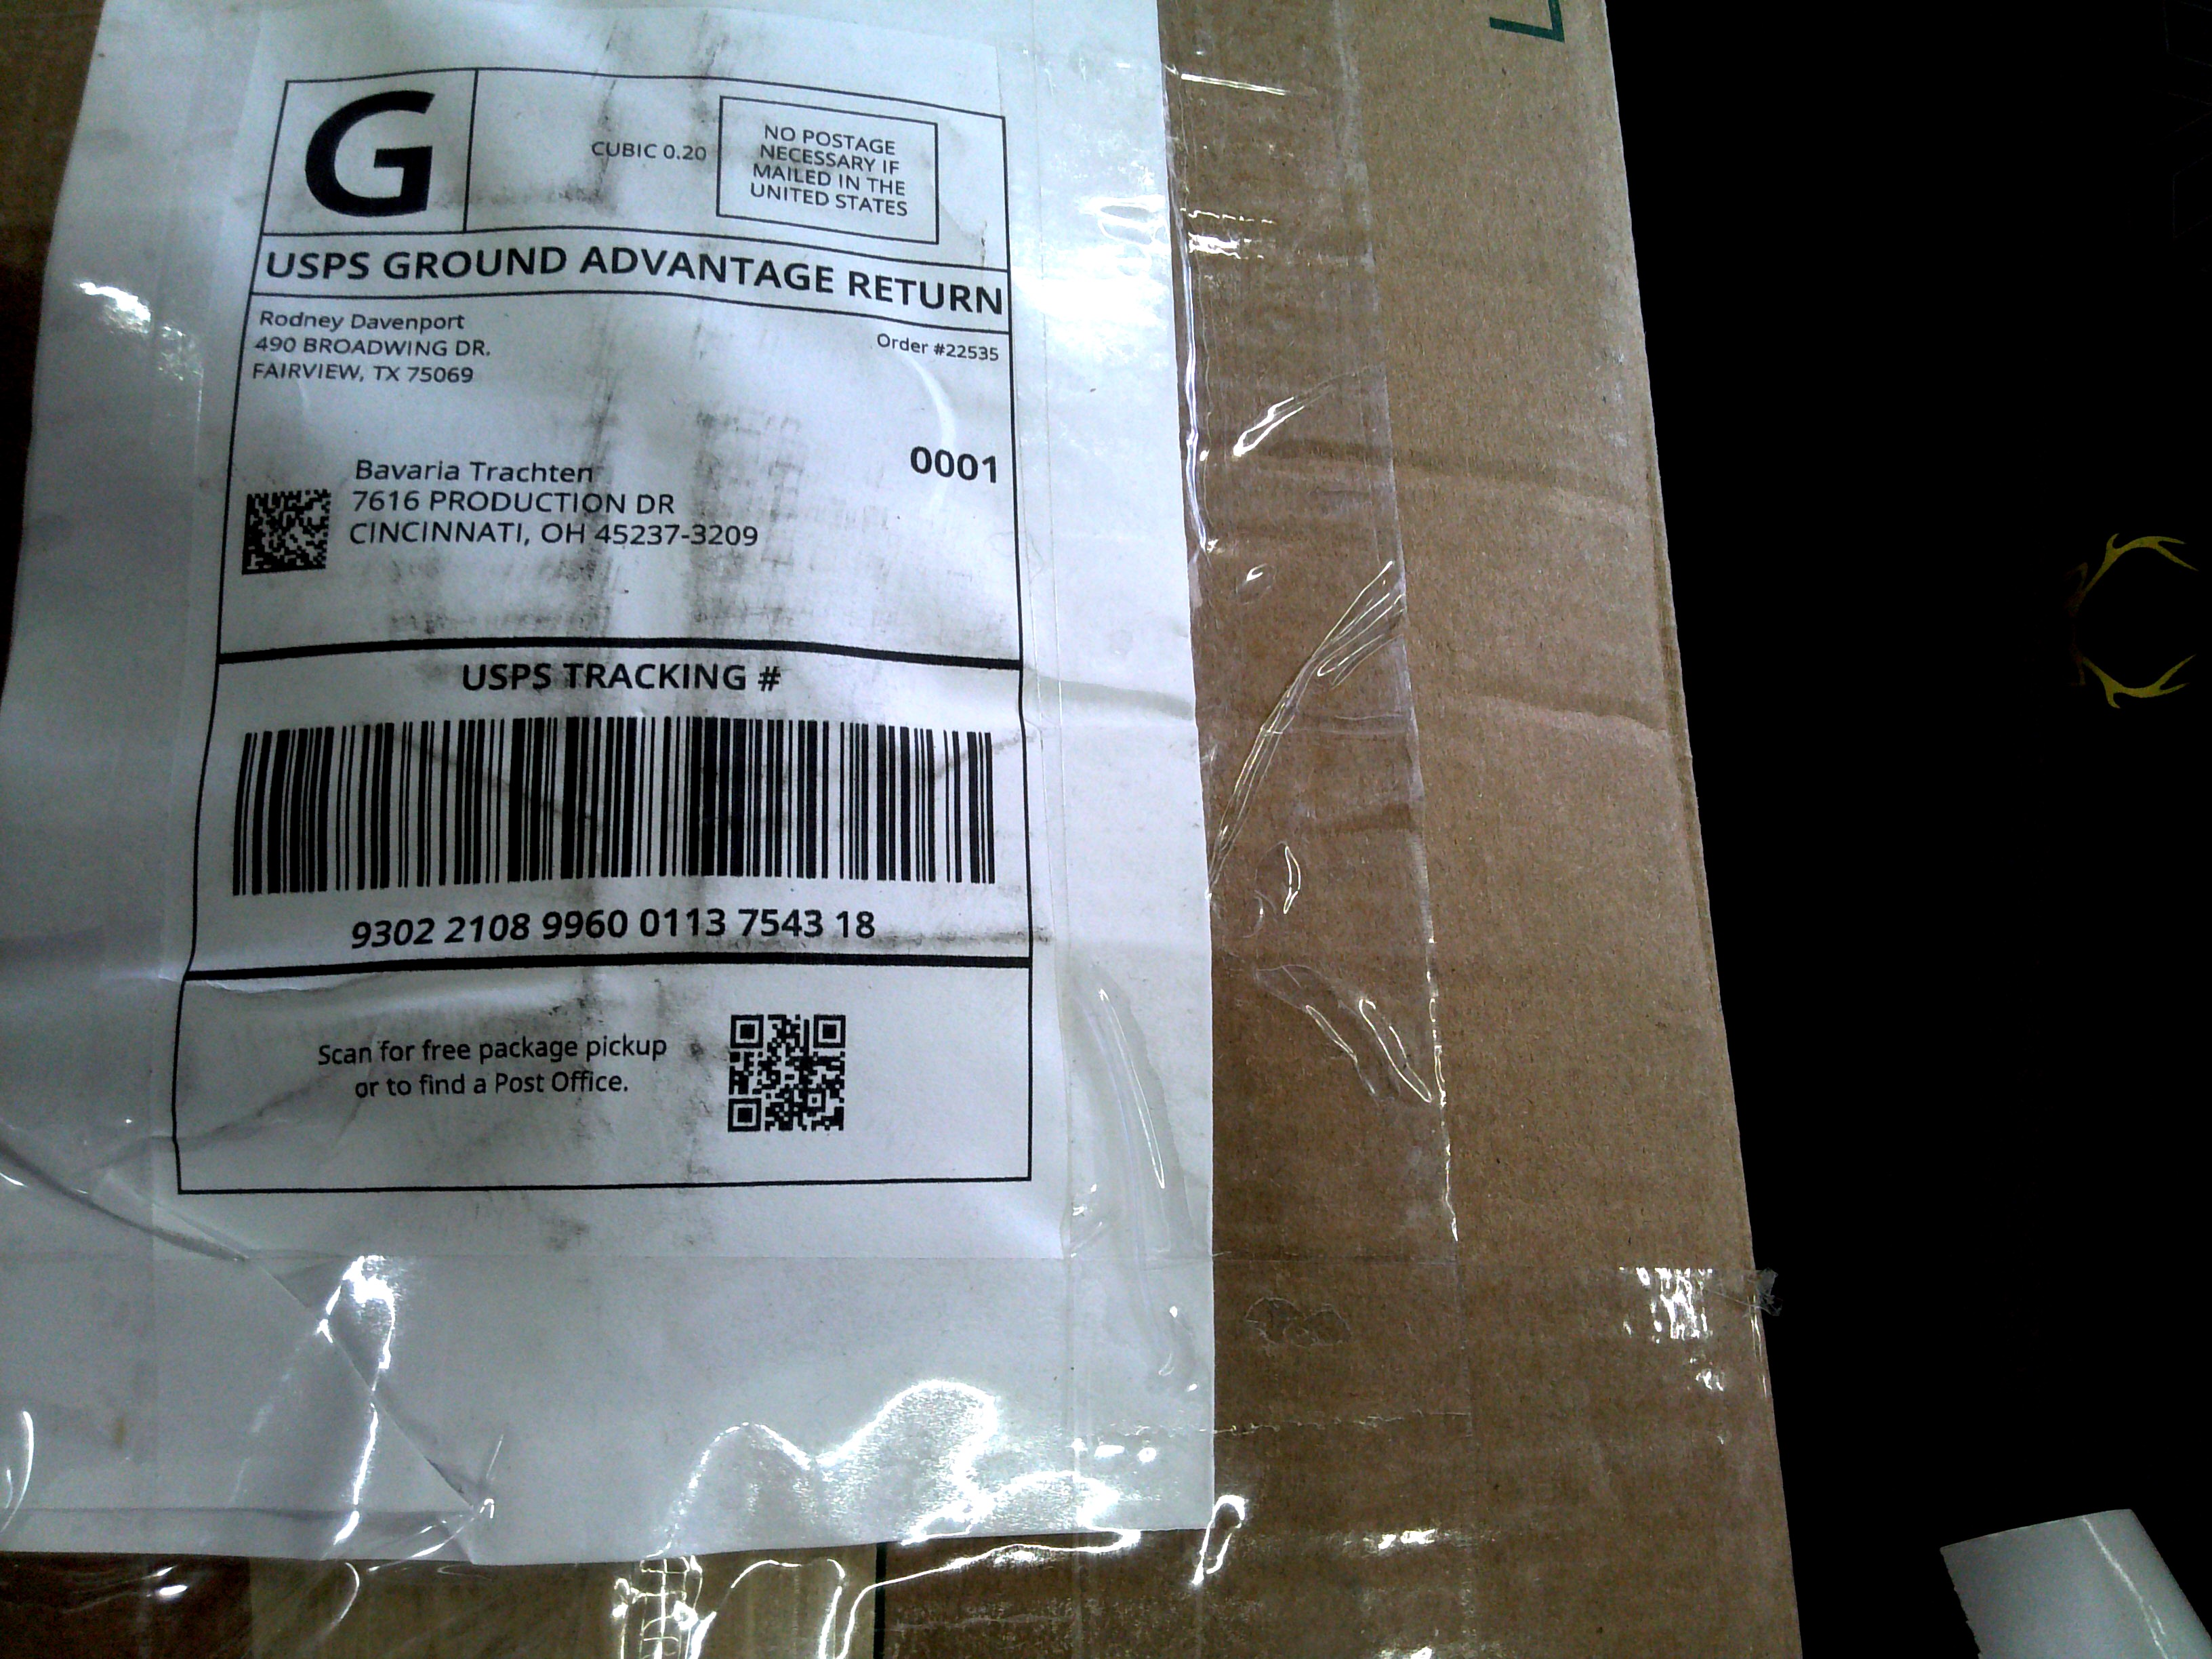 G
CUBIC 0.20
NO POSTAGE
NECESSARY IF
MAILED IN THE
UNITED STATES
USPS GROUND ADVANTAGE RETURN
Rodney Davenport
490 BROADWING DR.
FAIRVIEW, TX 75069
Order #22535
0001
Bavaria Trachten
7616 PRODUCTION DR
CINCINNATI, OH 45237-3209
USPS TRACKING #
9302 2108 9960 0113 7543 18
Scan for free package pickup
or to find a Post Office.